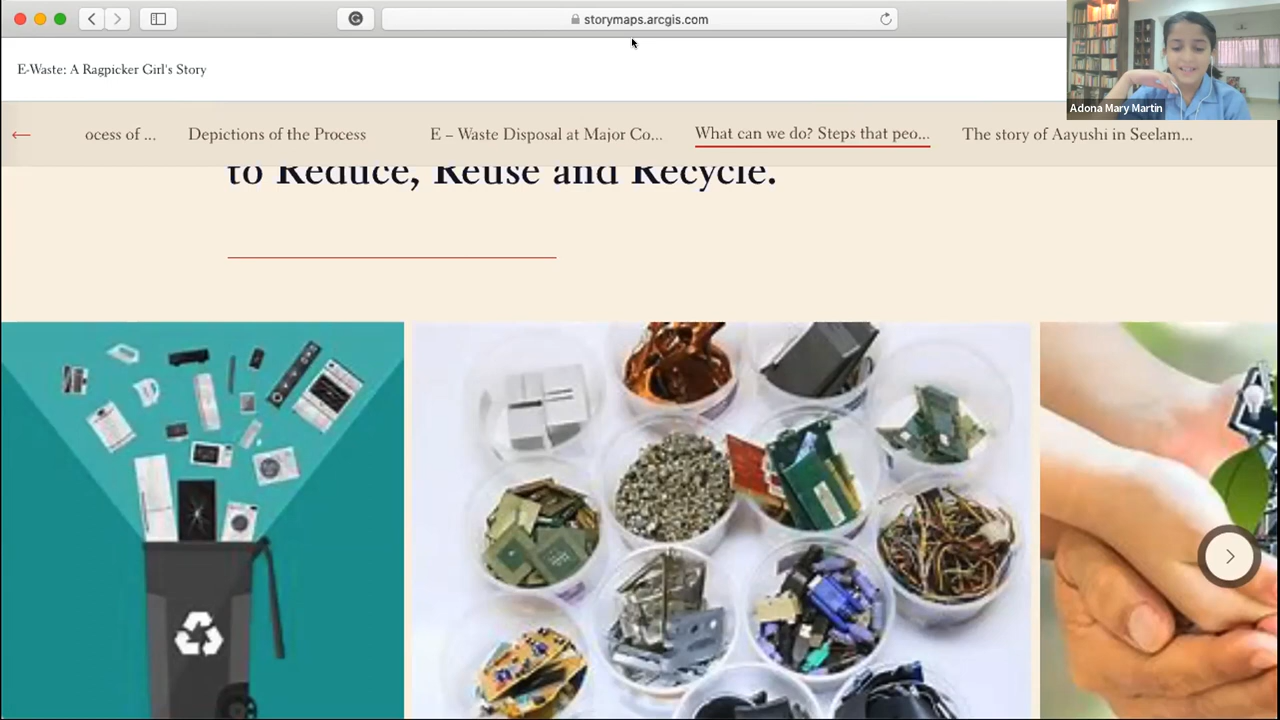 storymaps.arcgis.com
E-Waste: A Ragpicker Girl's Story
Adona Mary Martin
ocess of ...
Depictions of the Process
E – Waste Disposal at Major Co...
What can we do? Steps that peo...
The story of Aayushi in Seelam...
to Reduce, Reuse and Recycle.